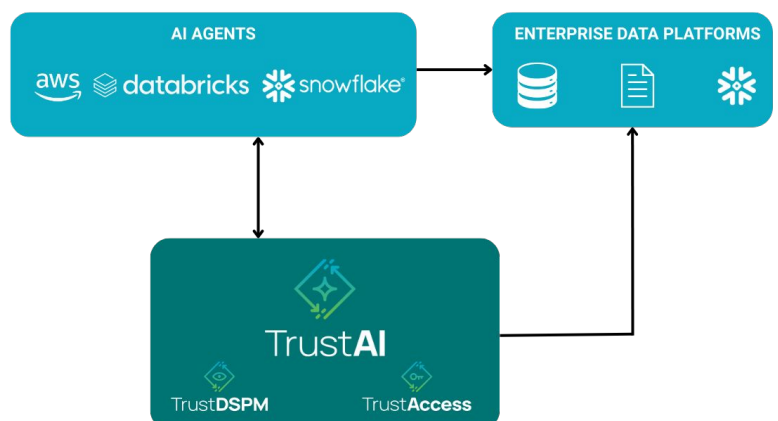 AI AGENTS
aws databricks snowflake®
ENTERPRISE DATA PLATFORMS
TrustAI
TrustDSPM
TrustAccess